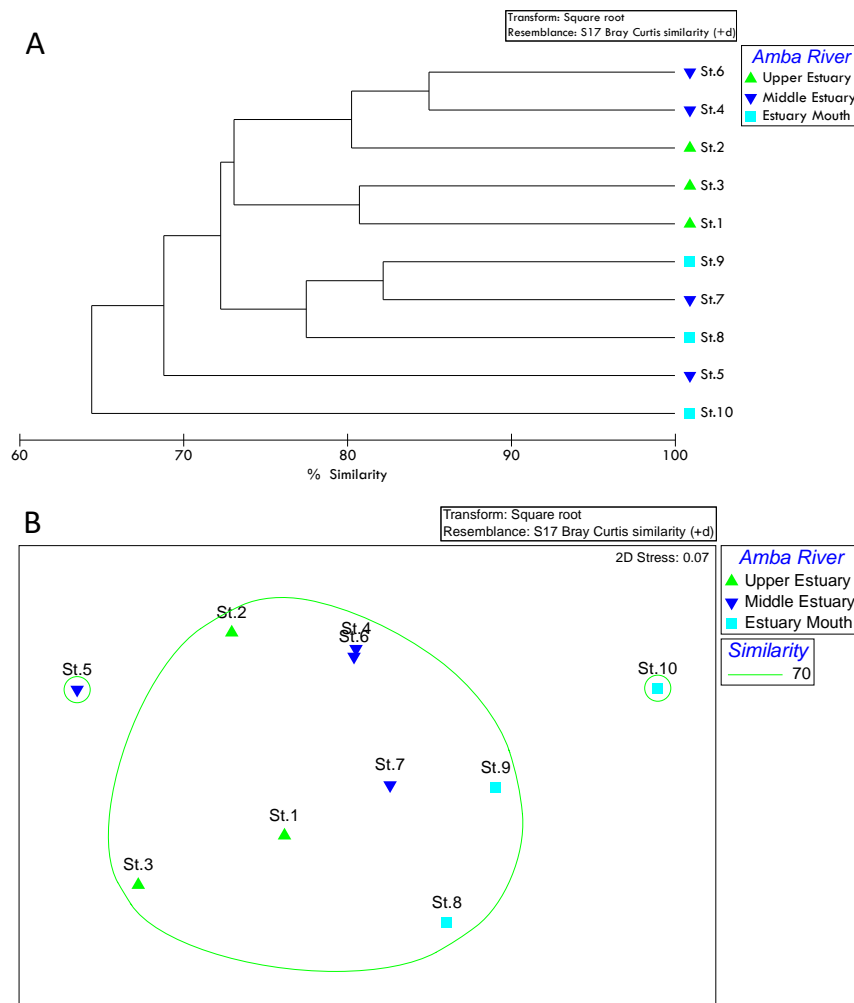 A
Transform: Square root
Resemblance: S17 Bray Curtis similarity (+d)
Amba River
Upper Estuary
Middle Estuary
Estuary Mouth
St.6
St.4
St.2
St.3
St.1
St.9
St.7
St.8
St.5
St.10
60 70 80 90 100
% Similarity
B
Transform: Square root
Resemblance: S17 Bray Curtis similarity (+d)
2D Stress: 0.07
Amba River
Upper Estuary
Middle Estuary
Estuary Mouth
Similarity
70
St.2
St.4
St.6
St.5
St.10
St.7
St.9
St.1
St.3
St.8